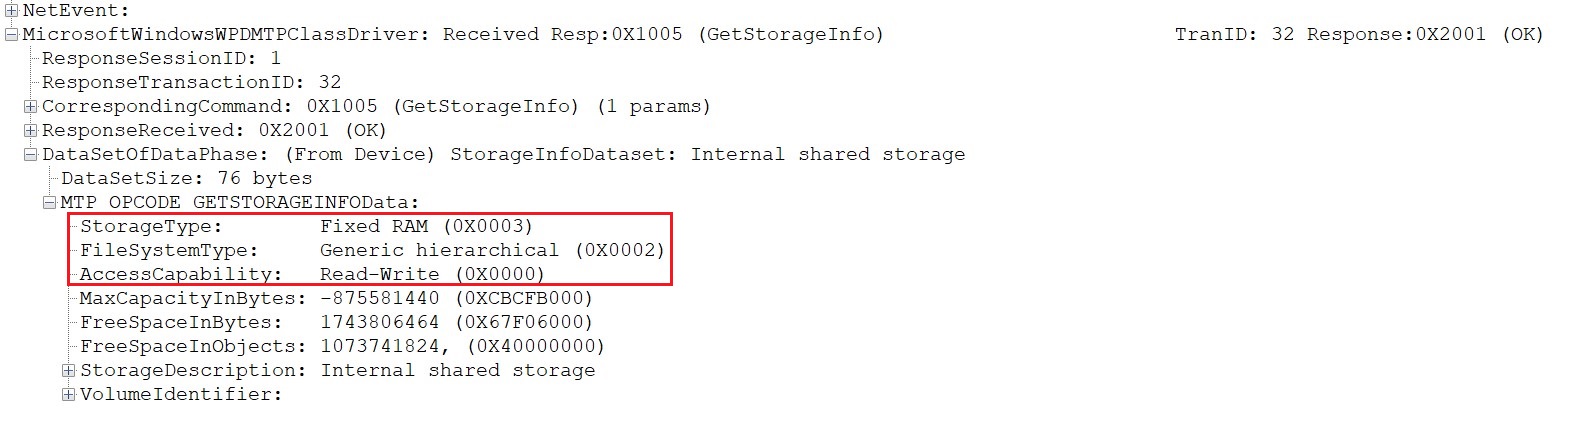 NetEvent:
MicrosoftWindowsWPDMTPClassDriver: Received Resp:0X1005 (GetStorageInfo) TranID: 32 Response:0X2001 (OK)
ResponseSessionID: 1
ResponseTransactionID: 32
CorrespondingCommand: 0X1005 (GetStorageInfo) (1 params)
ResponseReceived: 0X2001 (OK)
DataSetOfDataPhase: (From Device) StorageInfoDataset: Internal shared storage
DataSetSize: 76 bytes
MTP_OPCODE_GETSTORAGEINFOData:
StorageType: Fixed RAM (0X0003)
FileSystemType: Generic hierarchical (0X0002)
AccessCapability: Read-Write (0X0000)
MaxCapacityInBytes: -875581440 (0XCBCFB000)
FreeSpaceInBytes: 1743806464 (0X67F06000)
FreeSpaceInObjects: 1073741824, (0X40000000)
StorageDescription: Internal shared storage
VolumeIdentifier: